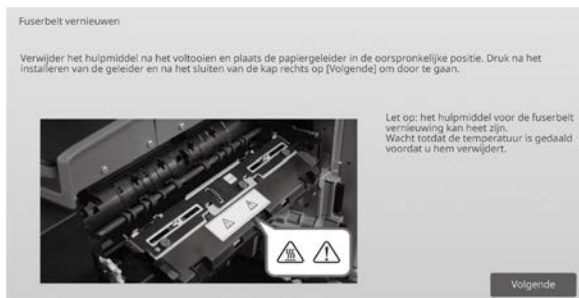 Fuserbelt vernieuwen
Verwijder het hulpmiddel na het voltooien en plaats de papiergeleider in de oorspronkelijke positie. Druk na het
installeren van de geleider en na het sluiten van de kap rechts op [Volgende] om door te gaan.
Let op: het hulpmiddel voor de fuserbelt
vernieuwing kan heet zijn.
Wacht totdat de temperatuur is gedaald
voordat u hem verwijdert.
Volgende